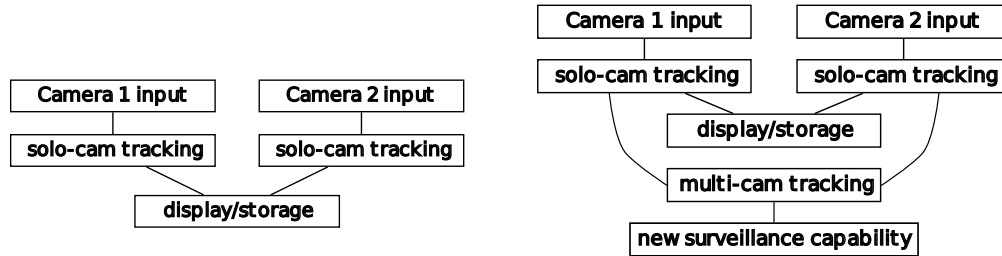 Camera 1 input
Camera 2 input
solo-cam tracking
solo-cam tracking
display/storage
Camera 1 input
Camera 2 input
solo-cam tracking
solo-cam tracking
display/storage
multi-cam tracking
new surveillance capability